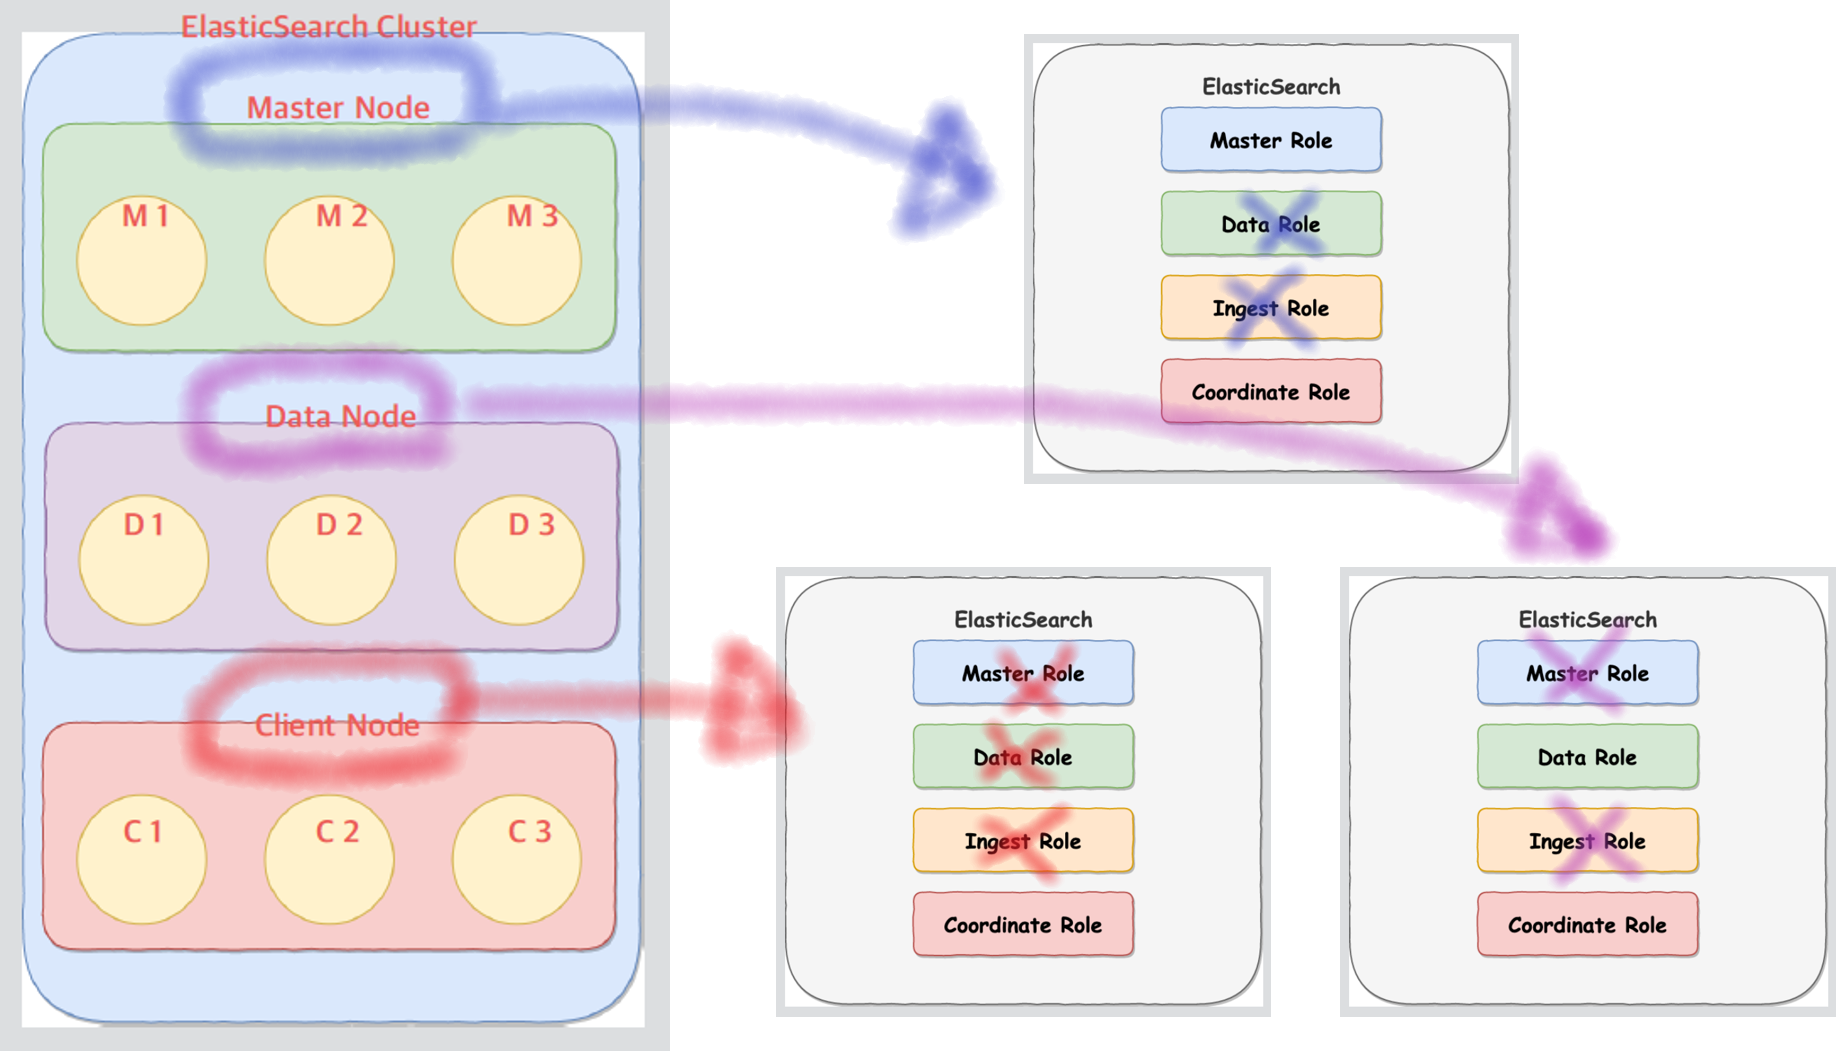 ElasticSearch Cluster
Master Node
M 1
M 2
M 3
Data Node
D 1
D 2
D 3
Client Node
C 1
C 2
C 3
ElasticSearch
Master Role
Data Role
Ingest Role
Coordinate Role
ElasticSearch
Master Role
Data Role
Ingest Role
Coordinate Role
ElasticSearch
Master Role
Data Role
Ingest Role
Coordinate Role